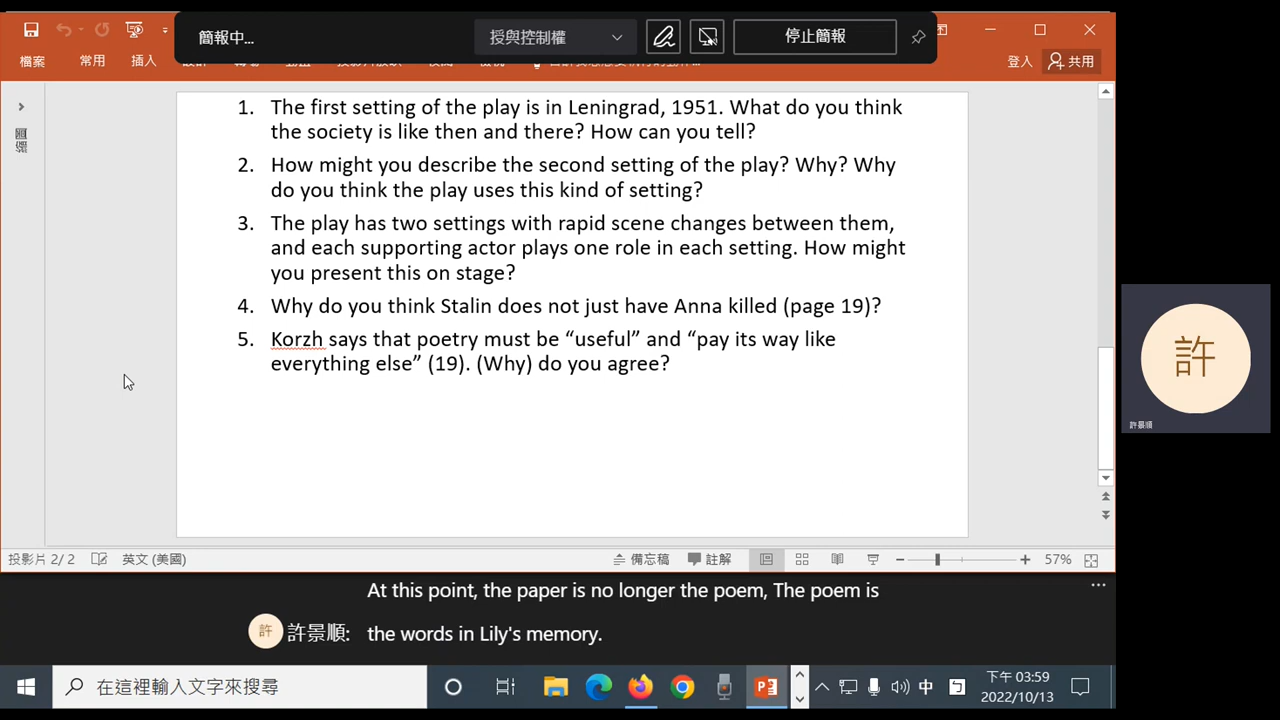 簡報中...
授與控制權
停止簡報
檔案
常用
插入
登入
共用
1. The first setting of the play is in Leningrad, 1951. What do you think
the society is like then and there? How can you tell?
2. How might you describe the second setting of the play? Why? Why
do you think the play uses this kind of setting?
3. The play has two settings with rapid scene changes between them,
and each supporting actor plays one role in each setting. How might
you present this on stage?
4. Why do you think Stalin does not just have Anna killed (page 19)?
5. Korzh says that poetry must be “useful” and “pay its way like
everything else” (19). (Why) do you agree?
許
許景順
投影片 2/2
英文 (美國)
備忘稿
註解
57%
At this point, the paper is no longer the poem, The poem is
許 許景順: the words in Lily's memory.
在這裡輸入文字來搜尋
中
下午 03:59
2022/10/13